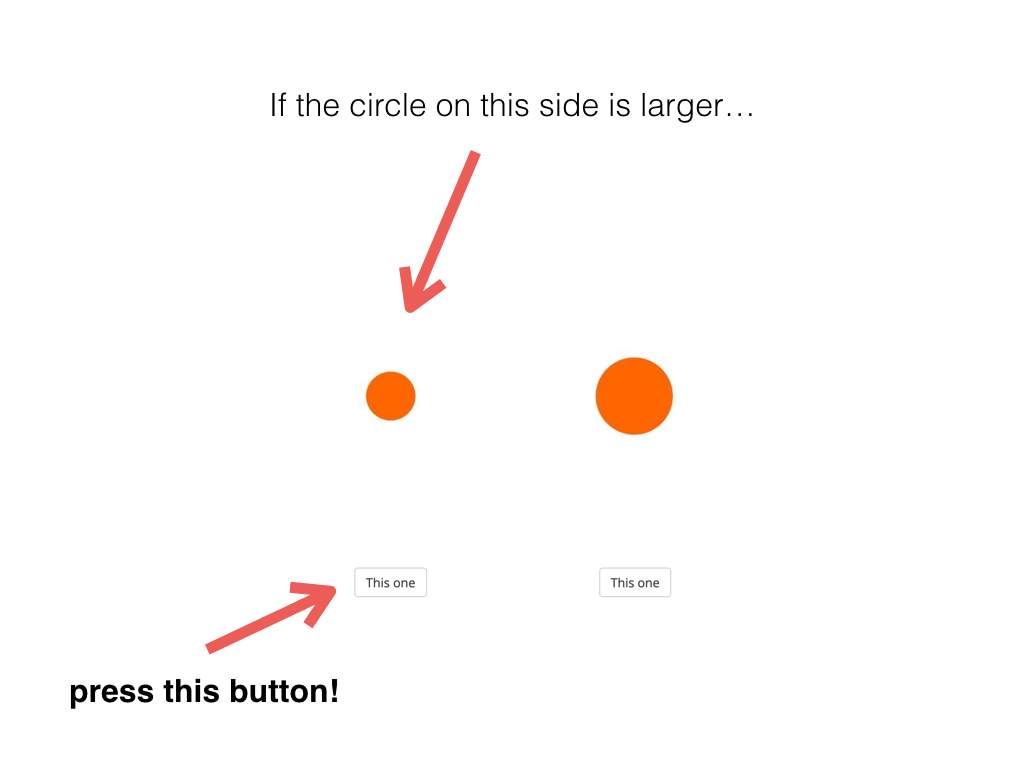 If the circle on this side is larger…
This one
This one
press this button!